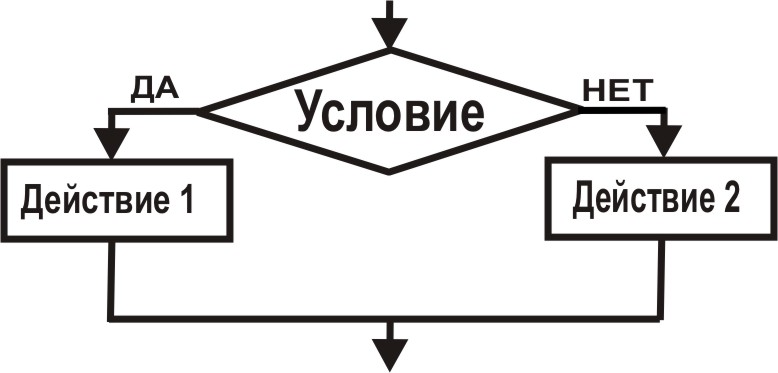 ДА
НЕТ
Условие
Действие 1
Действие 2